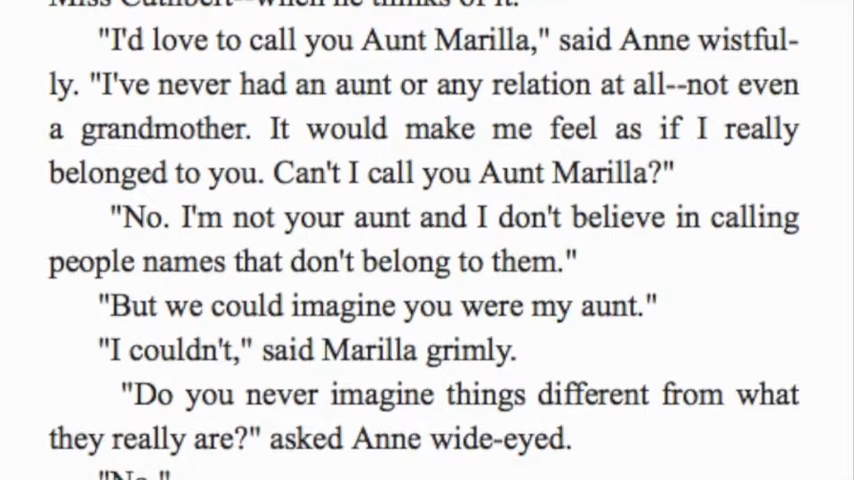 Miss Cuthbert--when he thinks of it.
"I'd love to call you Aunt Marilla," said Anne wistful-
ly. "I've never had an aunt or any relation at all--not even
a grandmother. It would make me feel as if I really
belonged to you. Can't I call you Aunt Marilla?"
"No. I'm not your aunt and I don't believe in calling
people names that don't belong to them."
"But we could imagine you were my aunt."
"I couldn't," said Marilla grimly.
"Do you never imagine things different from what
they really are?" asked Anne wide-eyed.
"No."